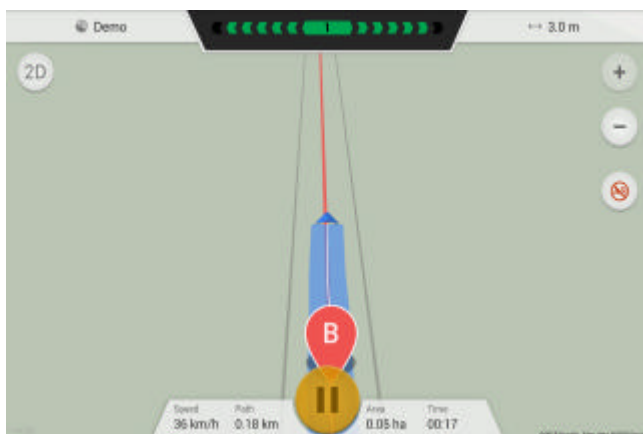 Demo
3.0 m
2D
B
Speed
Path
Area
Time
36 km/h
0.18 km
0.05 ha
00:17